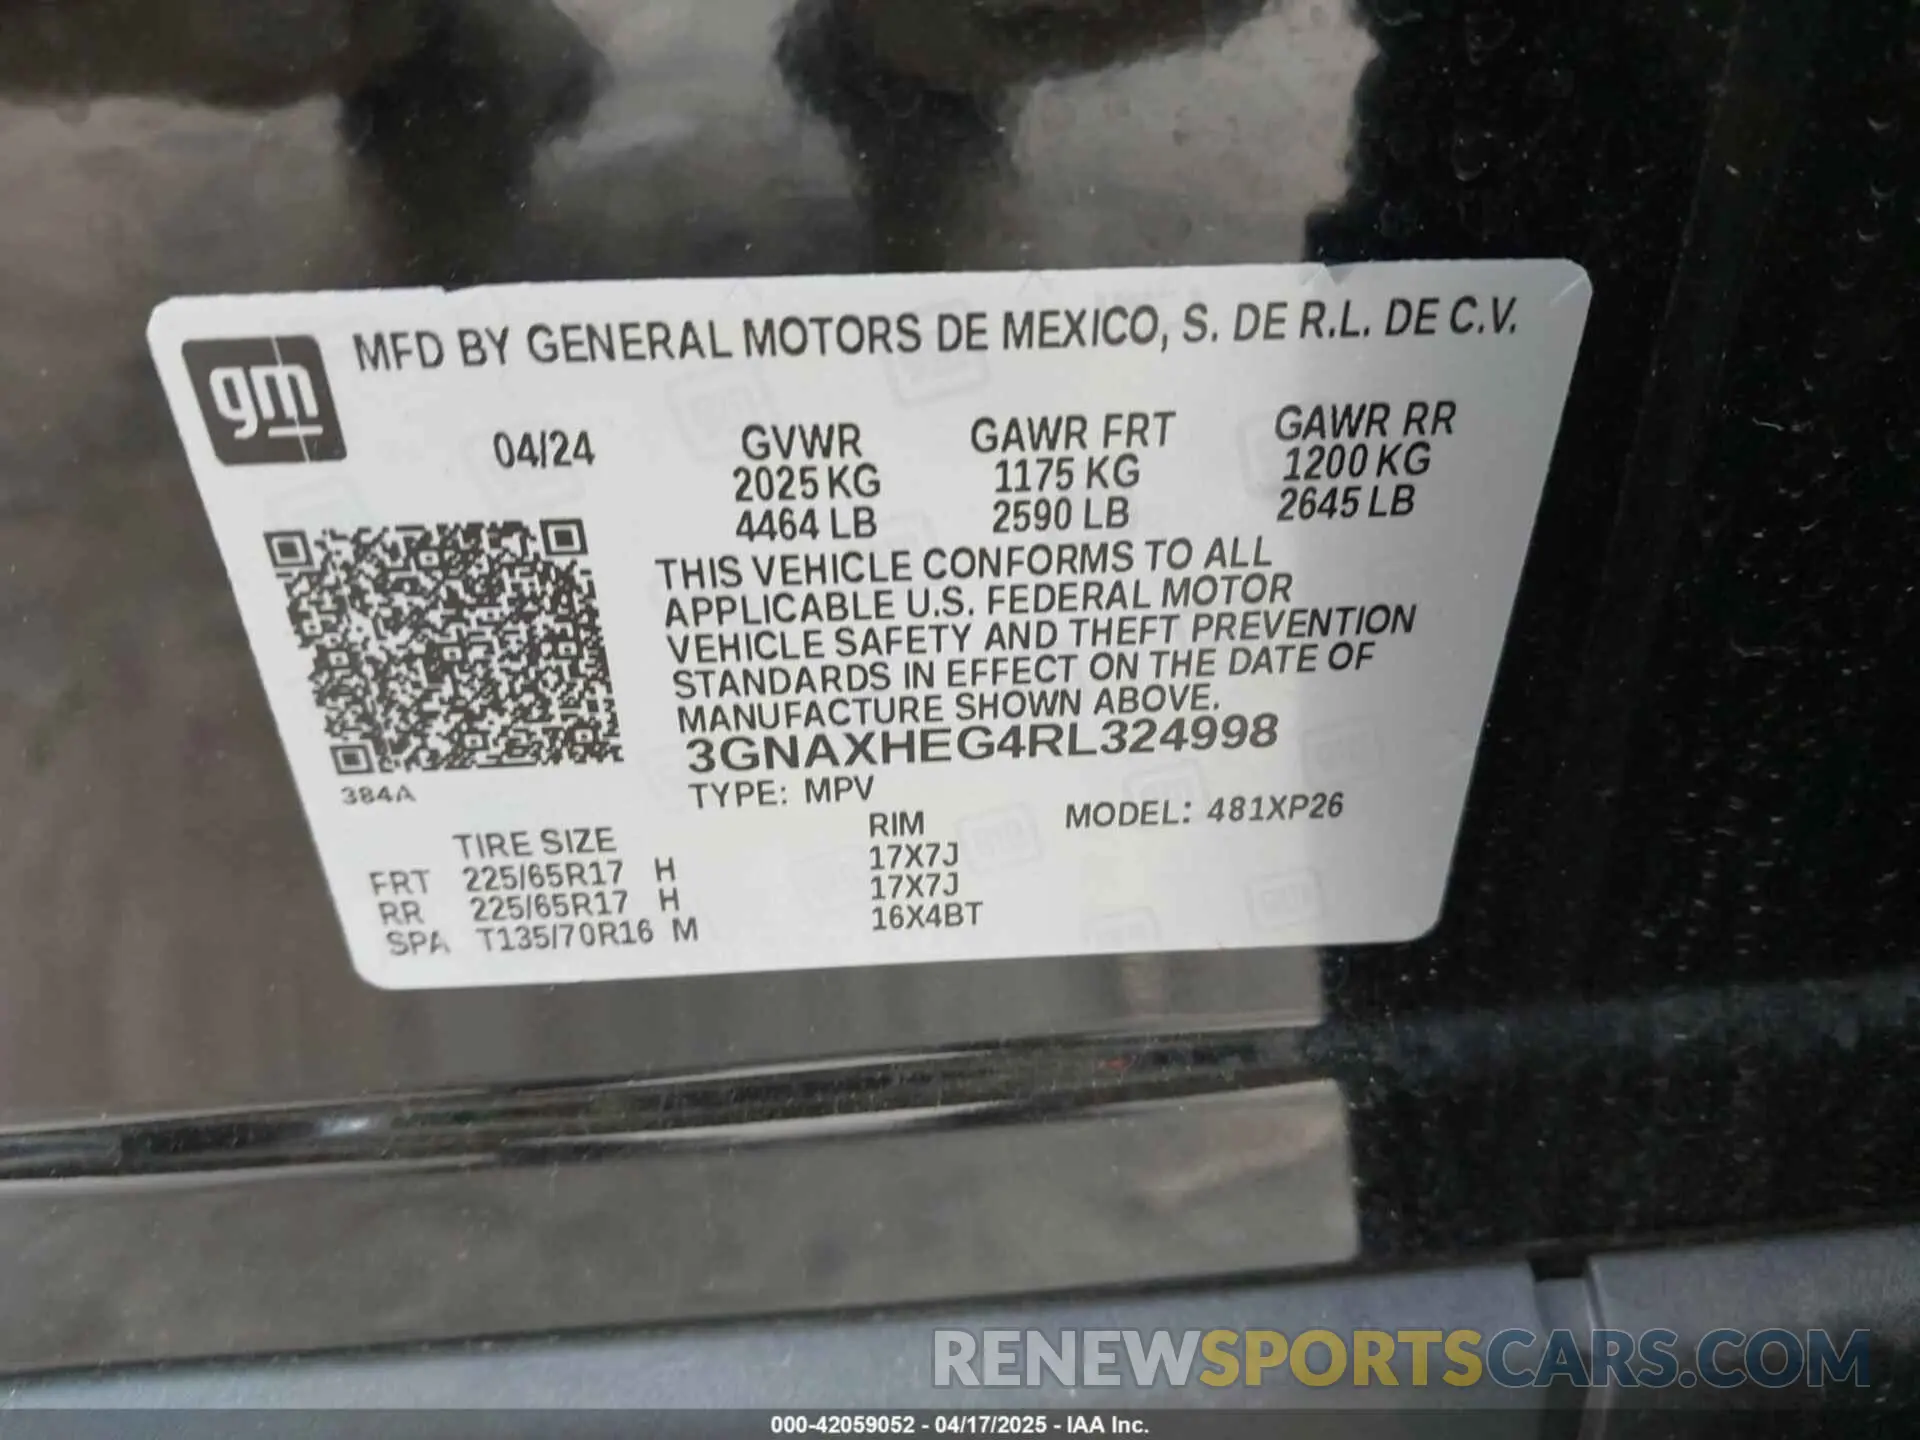 gm
MFD BY GENERAL MOTORS DE MEXICO, S. DE R.L. DE C.V.
04/24
GVWR
2025 KG
4464 LB
GAWR FRT
1175 KG
2590 LB
GAWR RR
1200 KG
2645 LB
THIS VEHICLE CONFORMS TO ALL
APPLICABLE U.S. FEDERAL MOTOR
VEHICLE SAFETY AND THEFT PREVENTION
STANDARDS IN EFFECT ON THE DATE OF
MANUFACTURE SHOWN ABOVE.
3GNAXHEG4RL324998
384A
TYPE: MPV
MODEL: 481XP26
TIRE SIZE
RIM
FRT 225/65R17 H 17X7J
RR 225/65R17 H 17X7J
SPA T135/70R16 M 16X4BT
RENEWSPORTSCARS.COM
000-42059052 - 04/17/2025 - IAA Inc.